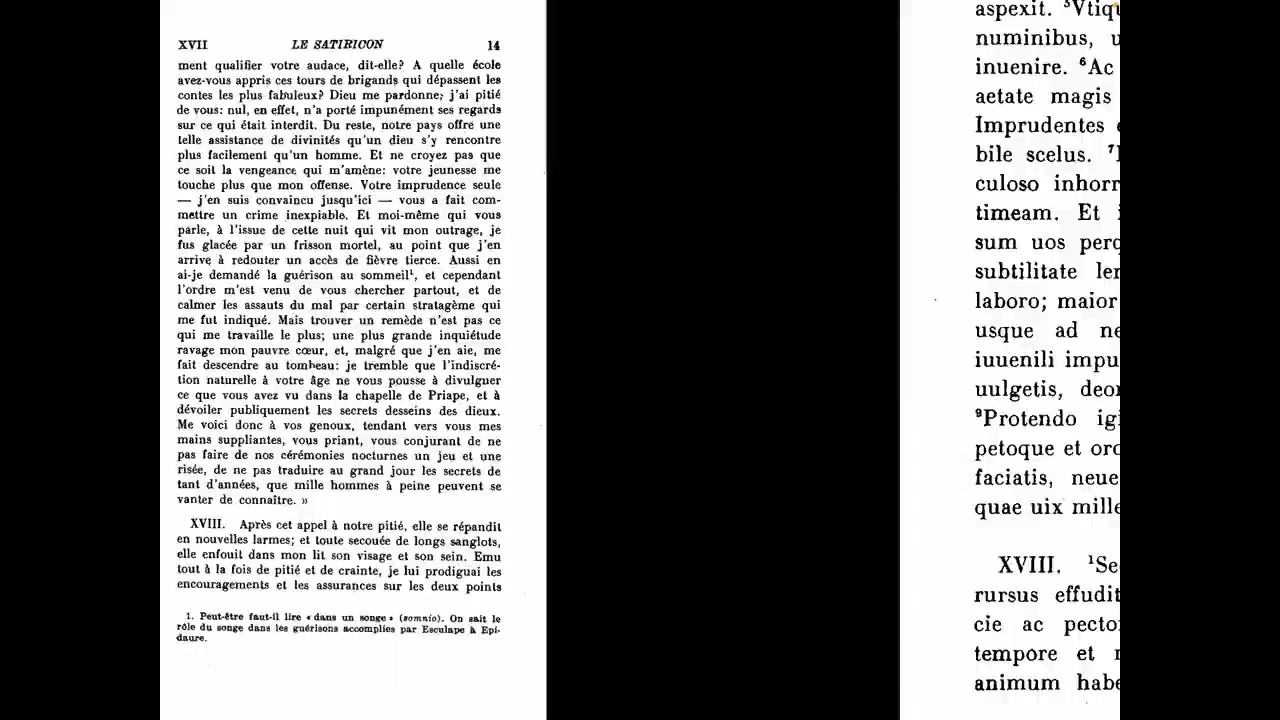 XVII LE SATIRICON 14
ment qualifier votre audace, dit-elle? A quelle école
avez-vous appris ces tours de brigands qui dépassent les
contes les plus fabuleux? Dieu me pardonne; j'ai pitié
de vous: nul, en effet, n'a porté impunément ses regards
sur ce qui était interdit. Du reste, notre pays offre une
telle assistance de divinités qu'un dieu s'y rencontre
plus facilement qu'un homme. Et ne croyez pas que
ce soit la vengeance qui m'amène: votre jeunesse me
touche plus que mon offense. Votre imprudence seule
— j'en suis convaincu jusqu'ici — vous a fait com-
mettre un crime inexpiable. Et moi-même qui vous
parle, à l'issue de cette nuit qui vit mon outrage, je
fus glacée par un frisson mortel, au point que j'en
arrive à redouter un accès de fièvre tierce. Aussi en
ai-je demandé la guérison au sommeil¹, et cependant
l'ordre m'est venu de vous chercher partout, et de
calmer les assauts du mal par certain stratagème qui
me fut indiqué. Mais trouver un remède n'est pas ce
qui me travaille le plus; une plus grande inquiétude
ravage mon pauvre cœur, et, malgré que j'en aie, me
fait descendre au tombeau: je tremble que l'indiscré-
tion naturelle à votre âge ne vous pousse à divulguer
ce que vous avez vu dans la chapelle de Priape, et à
dévoiler publiquement les secrets desseins des dieux.
Me voici donc à vos genoux, tendant vers vous mes
mains suppliantes, vous priant, vous conjurant de ne
pas faire de nos cérémonies nocturnes un jeu et une
risée, de ne pas traduire au grand jour les secrets de
tant d'années, que mille hommes à peine peuvent se
vanter de connaître. »
XVIII. Après cet appel à notre pitié, elle se répandit
en nouvelles larmes; et toute secouée de longs sanglots,
elle enfouit dans mon lit son visage et son sein. Emu
tout à la fois de pitié et de crainte, je lui prodiguai les
encouragements et les assurances sur les deux points
1. Peut-être faut-il lire « dans un songe » (somnio). On sait le
rôle du songe dans les guérisons accomplies par Esculape à Epi-
daure.
aspexit. ⁵Vtiq
numinibus, u
inuenire. ⁶Ac
aetate magis
Imprudentes
bile scelus. ⁷
culoso inhorr
timeam. Et
sum uos perq
subtilitate len
laboro; maior
usque ad ne
iuuenili impu
uulgetis, deor
⁹Protendo igi
petoque et oro
faciatis, neue
quae uix mille
XVIII. ¹Se
rursus effudit
cie ac pecto
tempore et
animum habe